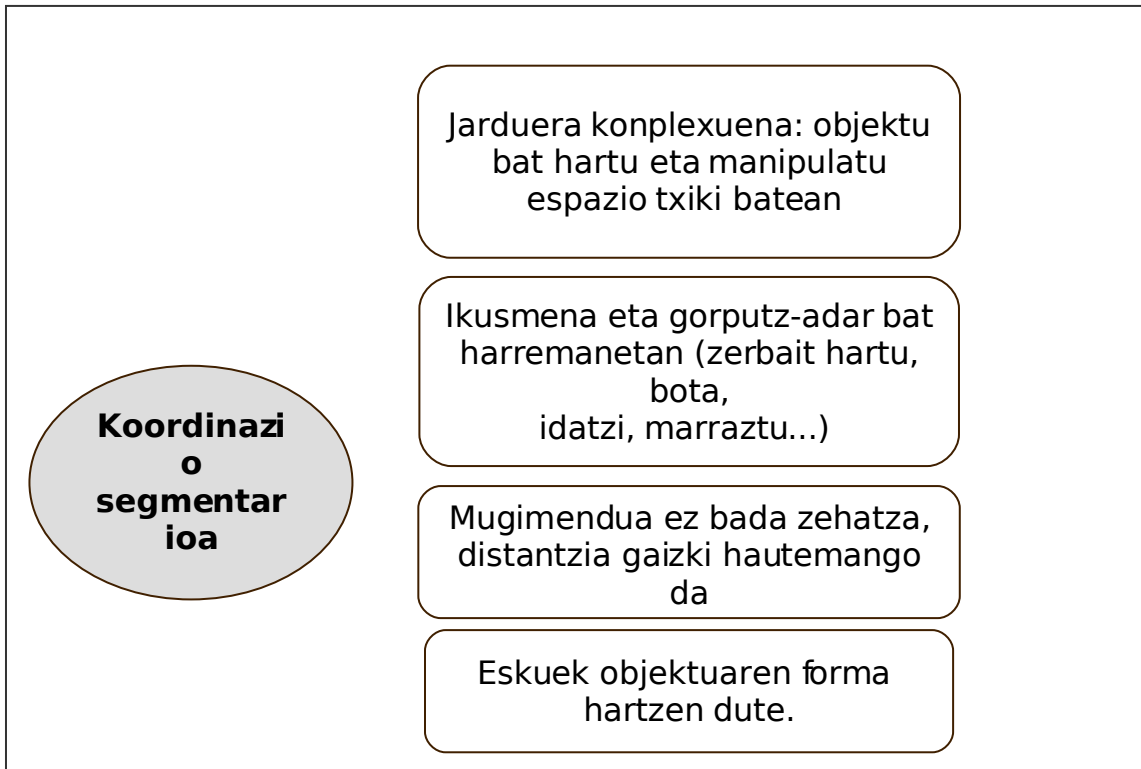 Jarduera konplexuena: objektu
bat hartu eta manipulatu
espazio txiki batean
Ikusmena eta gorputz-adar bat
harremanetan (zerbait hartu,
bota,
idatzi, marraztu...)
Koordinazi
o
segmentar
ioa
Mugimendua ez bada zehatza,
distantzia gaizki hautemango
da
Eskuek objektuaren forma
hartzen dute.